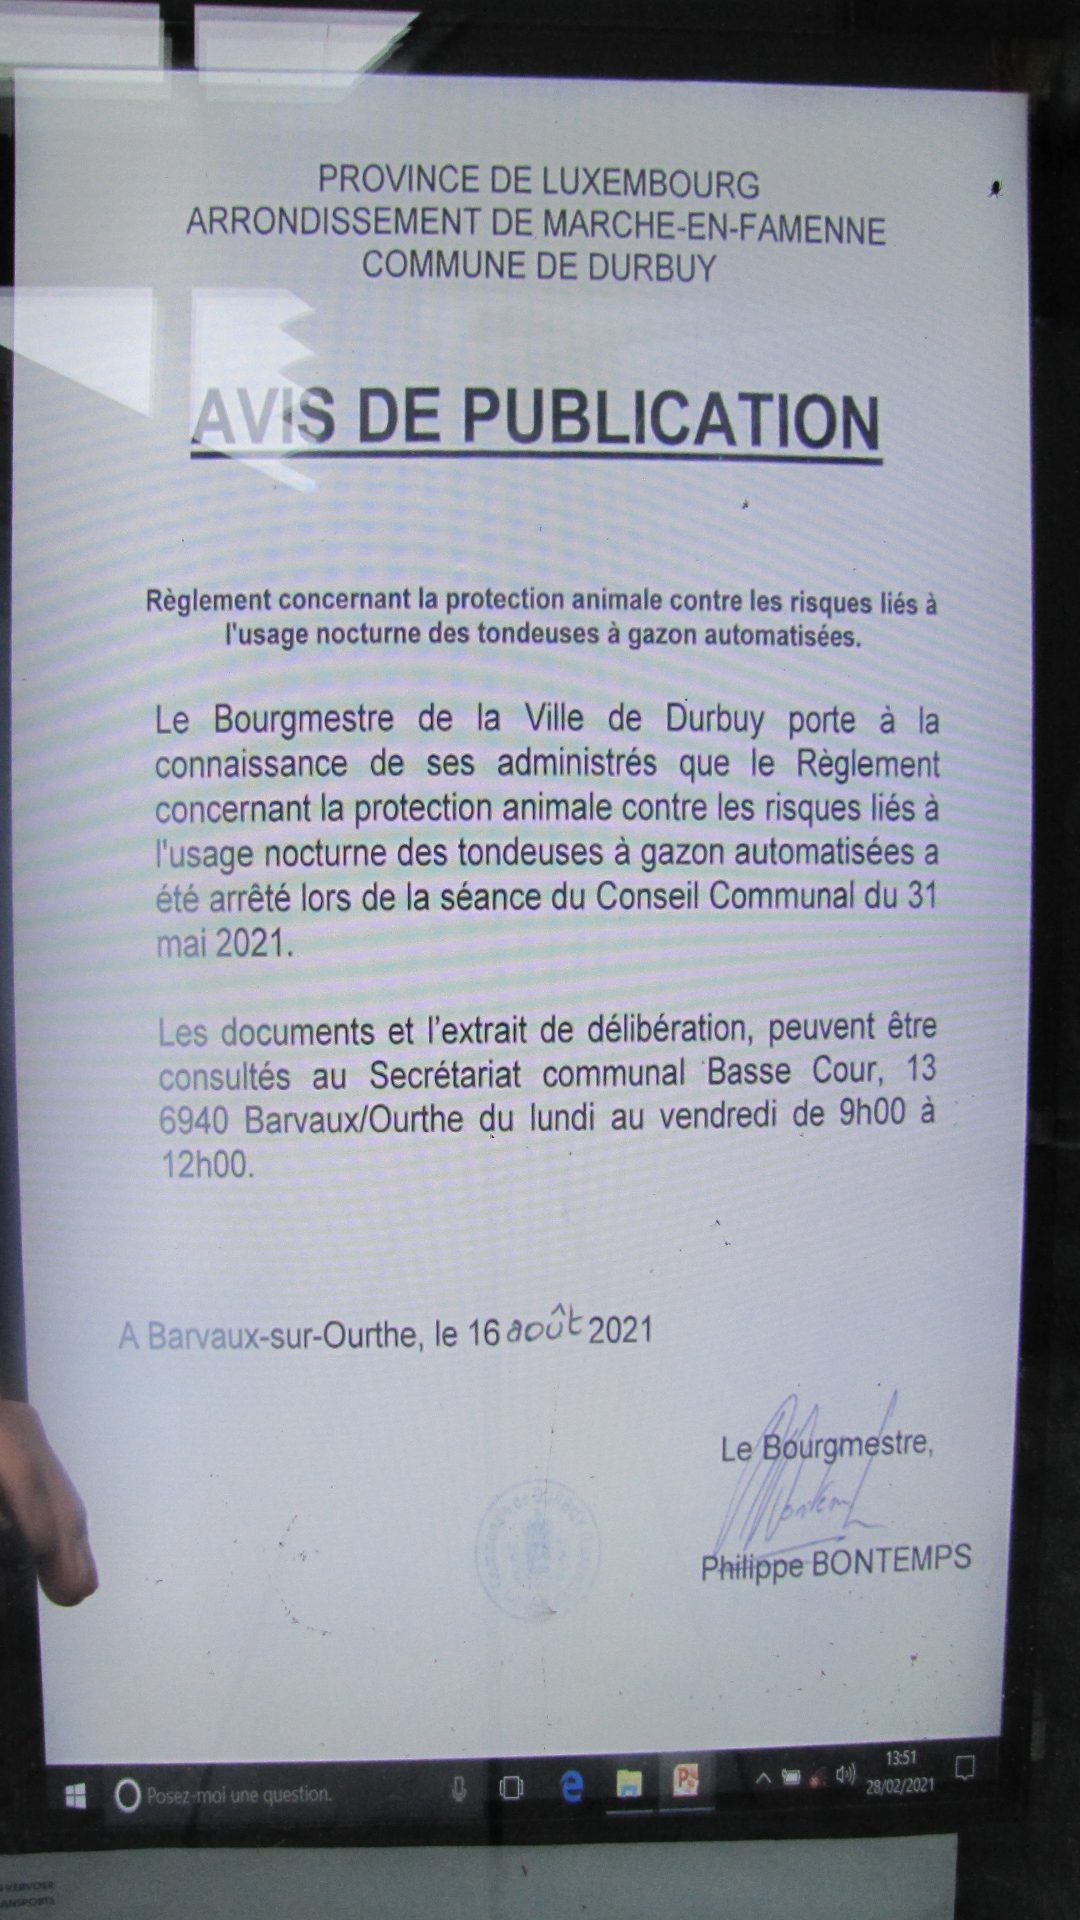 PROVINCE DE LUXEMBOURG
ARRONDISSEMENT DE MARCHE-EN-FAMENNE
COMMUNE DE DURBUY
AVIS DE PUBLICATION
Règlement concernant la protection animale contre les risques liés à
l'usage nocturne des tondeuses à gazon automatisées.
Le Bourgmestre de la Ville de Durbuy porte à la
connaissance de ses administrés que le Règlement
concernant la protection animale contre les risques liés à
l'usage nocturne des tondeuses à gazon automatisées a
été arrêté lors de la séance du Conseil Communal du 31
mai 2021.
Les documents et l'extrait de délibération, peuvent être
consultés au Secrétariat communal Basse Cour, 13
6940 Barvaux/Ourthe du lundi au vendredi de 9h00 à
12h00.
A Barvaux-sur-Ourthe, le 16 août 2021
Le Bourgmestre,
Philippe BONTEMPS
Posez-moi une question.
13:51
28/02/2021